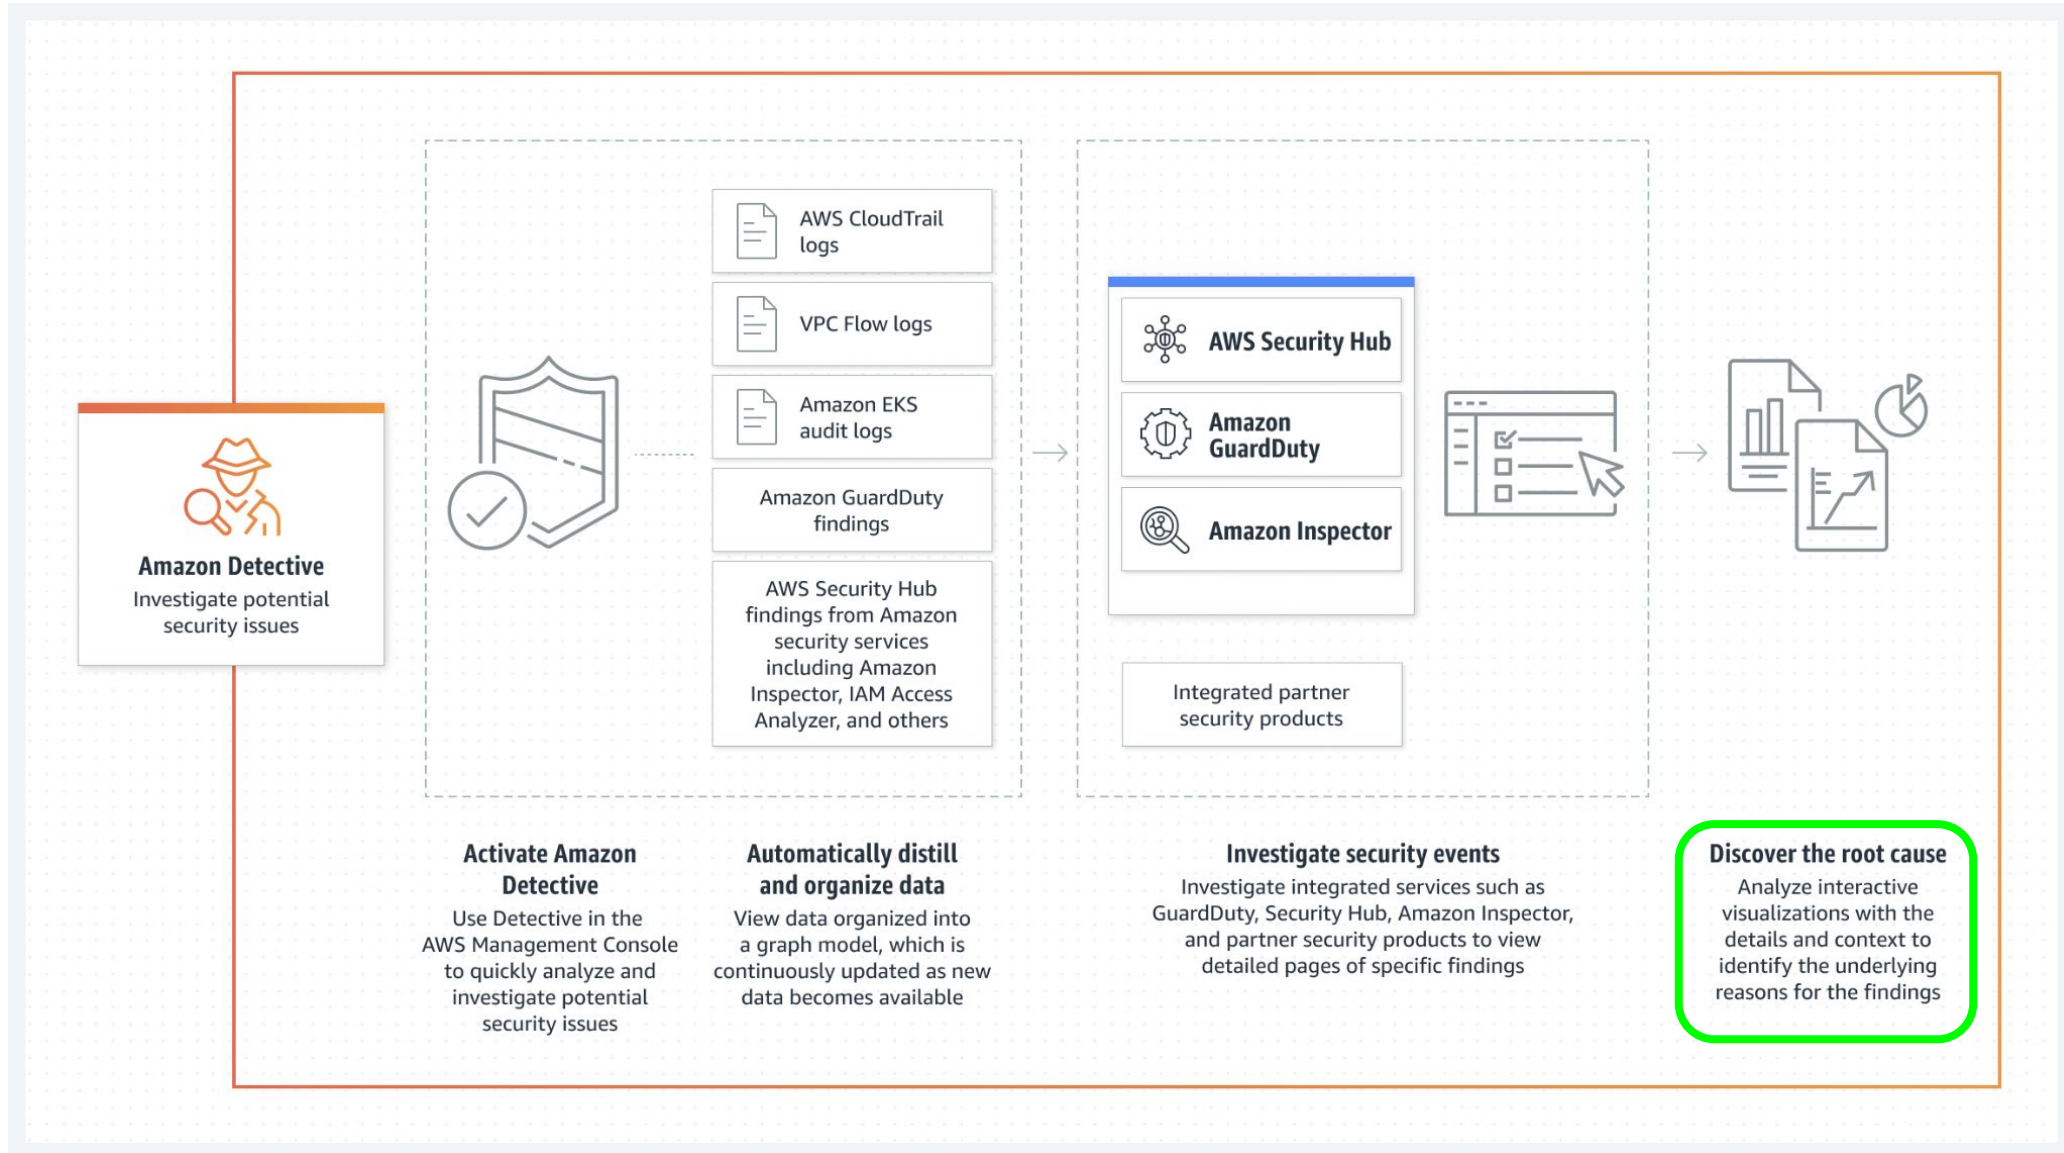 Amazon Detective
Investigate potential
security issues
AWS CloudTrail
logs
VPC Flow logs
Amazon EKS
audit logs
Amazon GuardDuty
findings
AWS Security Hub
findings from Amazon
security services
including Amazon
Inspector, IAM Access
Analyzer, and others
AWS Security Hub
Amazon
GuardDuty
Amazon Inspector
Integrated partner
security products
Activate Amazon
Detective
Use Detective in the
AWS Management Console
to quickly analyze and
investigate potential
security issues
Automatically distill
and organize data
View data organized into
a graph model, which is
continuously updated as new
data becomes available
Investigate security events
Investigate integrated services such as
GuardDuty, Security Hub, Amazon Inspector,
and partner security products to view
detailed pages of specific findings
Discover the root cause
Analyze interactive
visualizations with the
details and context to
identify the underlying
reasons for the findings